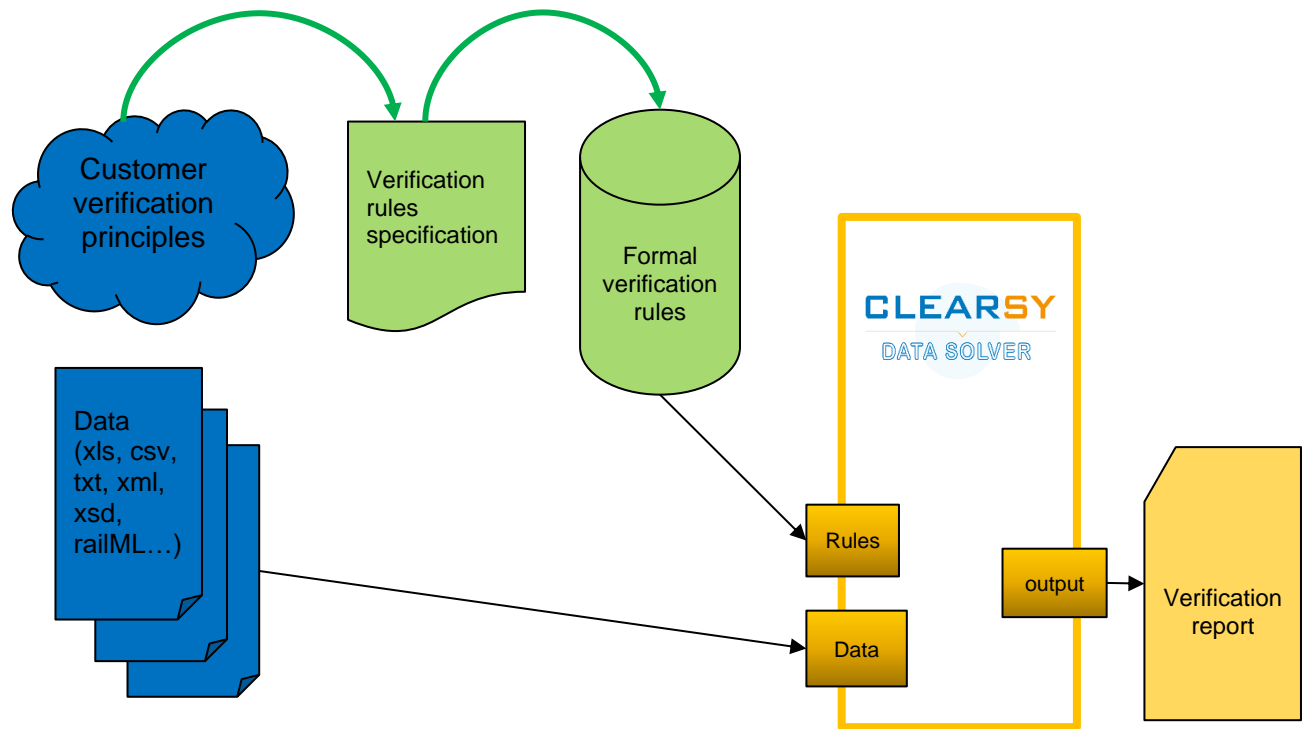 Customer
verification
principles
Verification
rules
specification
Formal
verification
rules
CLEARSY
DATA SOLVER
Data
(xls, csv,
txt, xml,
xsd,
railML…)
Rules
Data
output
Verification
report